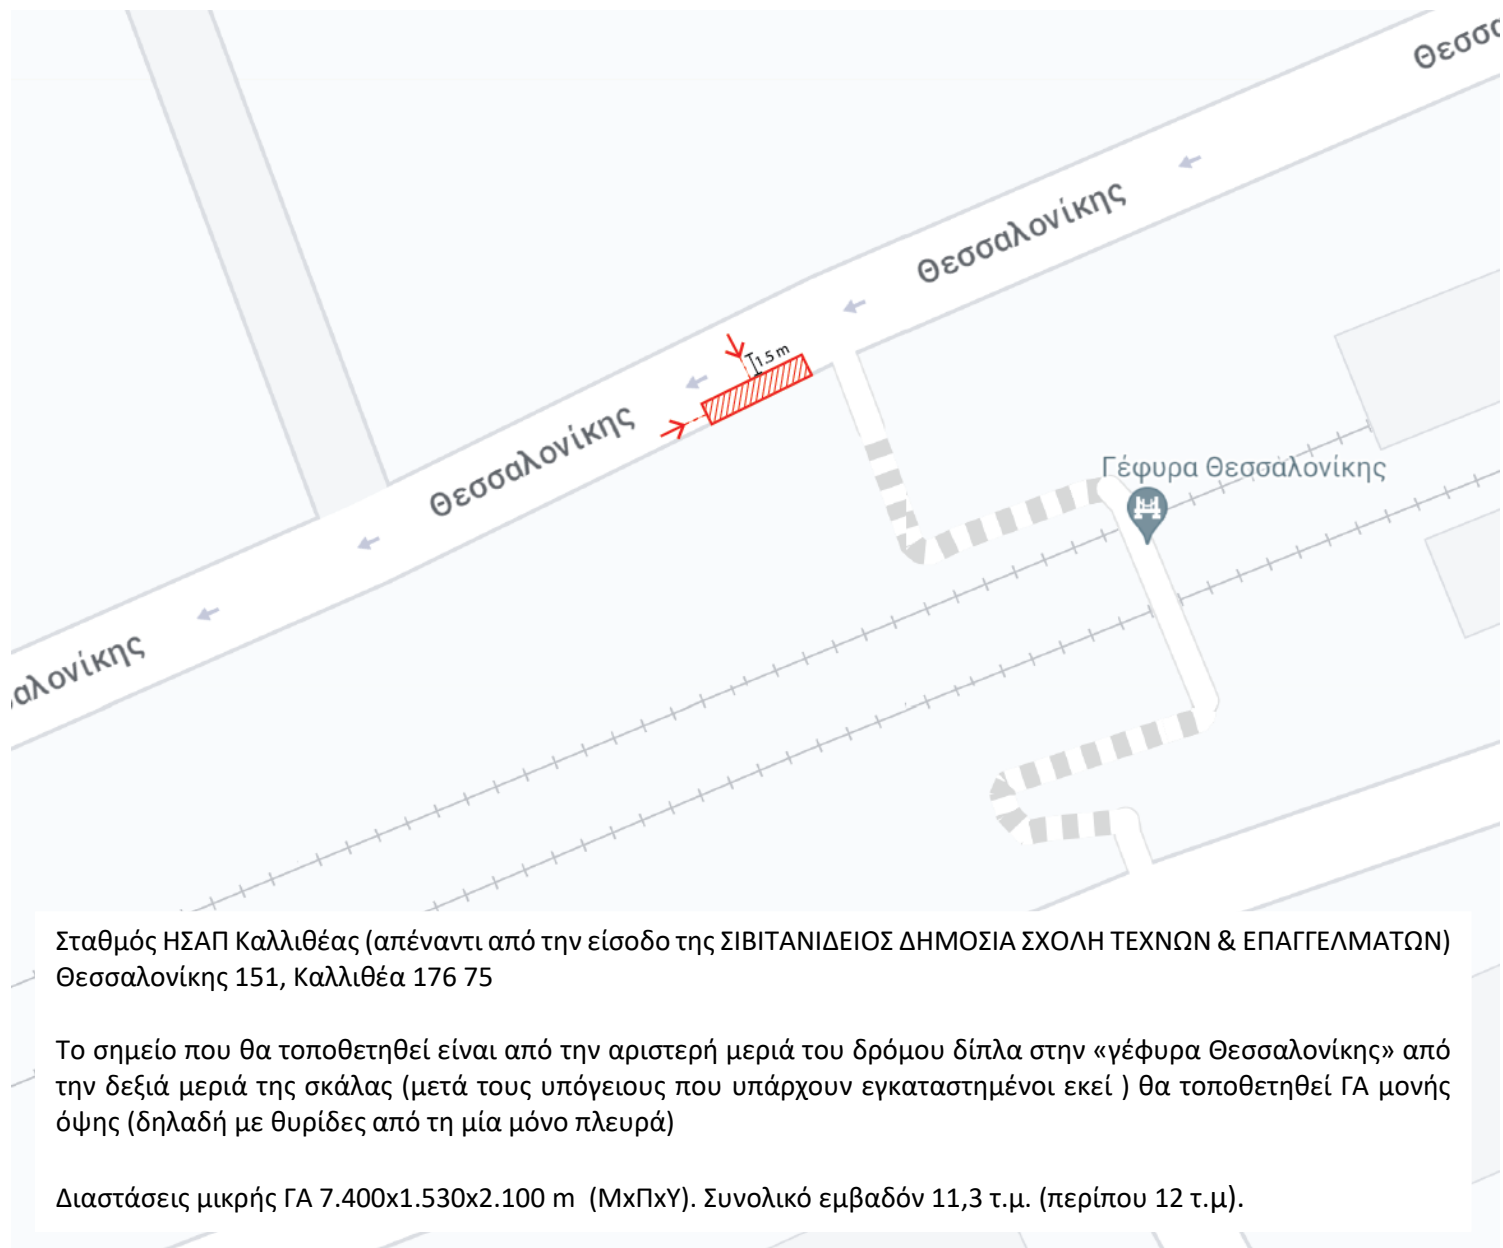 Θεσσα
Θεσσαλονίκης
1.5 m
Θεσσαλονίκης
Γέφυρα Θεσσαλονίκης
αλονίκης
Σταθμός ΗΣΑΠ Καλλιθέας (απέναντι από την είσοδο της ΣΙΒΙΤΑΝΙΔΕΙΟΣ ΔΗΜΟΣΙΑ ΣΧΟΛΗ ΤΕΧΝΩΝ & ΕΠΑΓΓΕΛΜΑΤΩΝ)
Θεσσαλονίκης 151, Καλλιθέα 176 75
Το σημείο που θα τοποθετηθεί είναι από την αριστερή μεριά του δρόμου δίπλα στην «γέφυρα Θεσσαλονίκης» από
την δεξιά μεριά της σκάλας (μετά τους υπόγειους που υπάρχουν εγκαταστημένοι εκεί ) θα τοποθετηθεί ΓΑ μονής
όψης (δηλαδή με θυρίδες από τη μία μόνο πλευρά)
Διαστάσεις μικρής ΓΑ 7.400x1.530x2.100 m (ΜxΠxΥ). Συνολικό εμβαδόν 11,3 τ.μ. (περίπου 12 τ.μ).